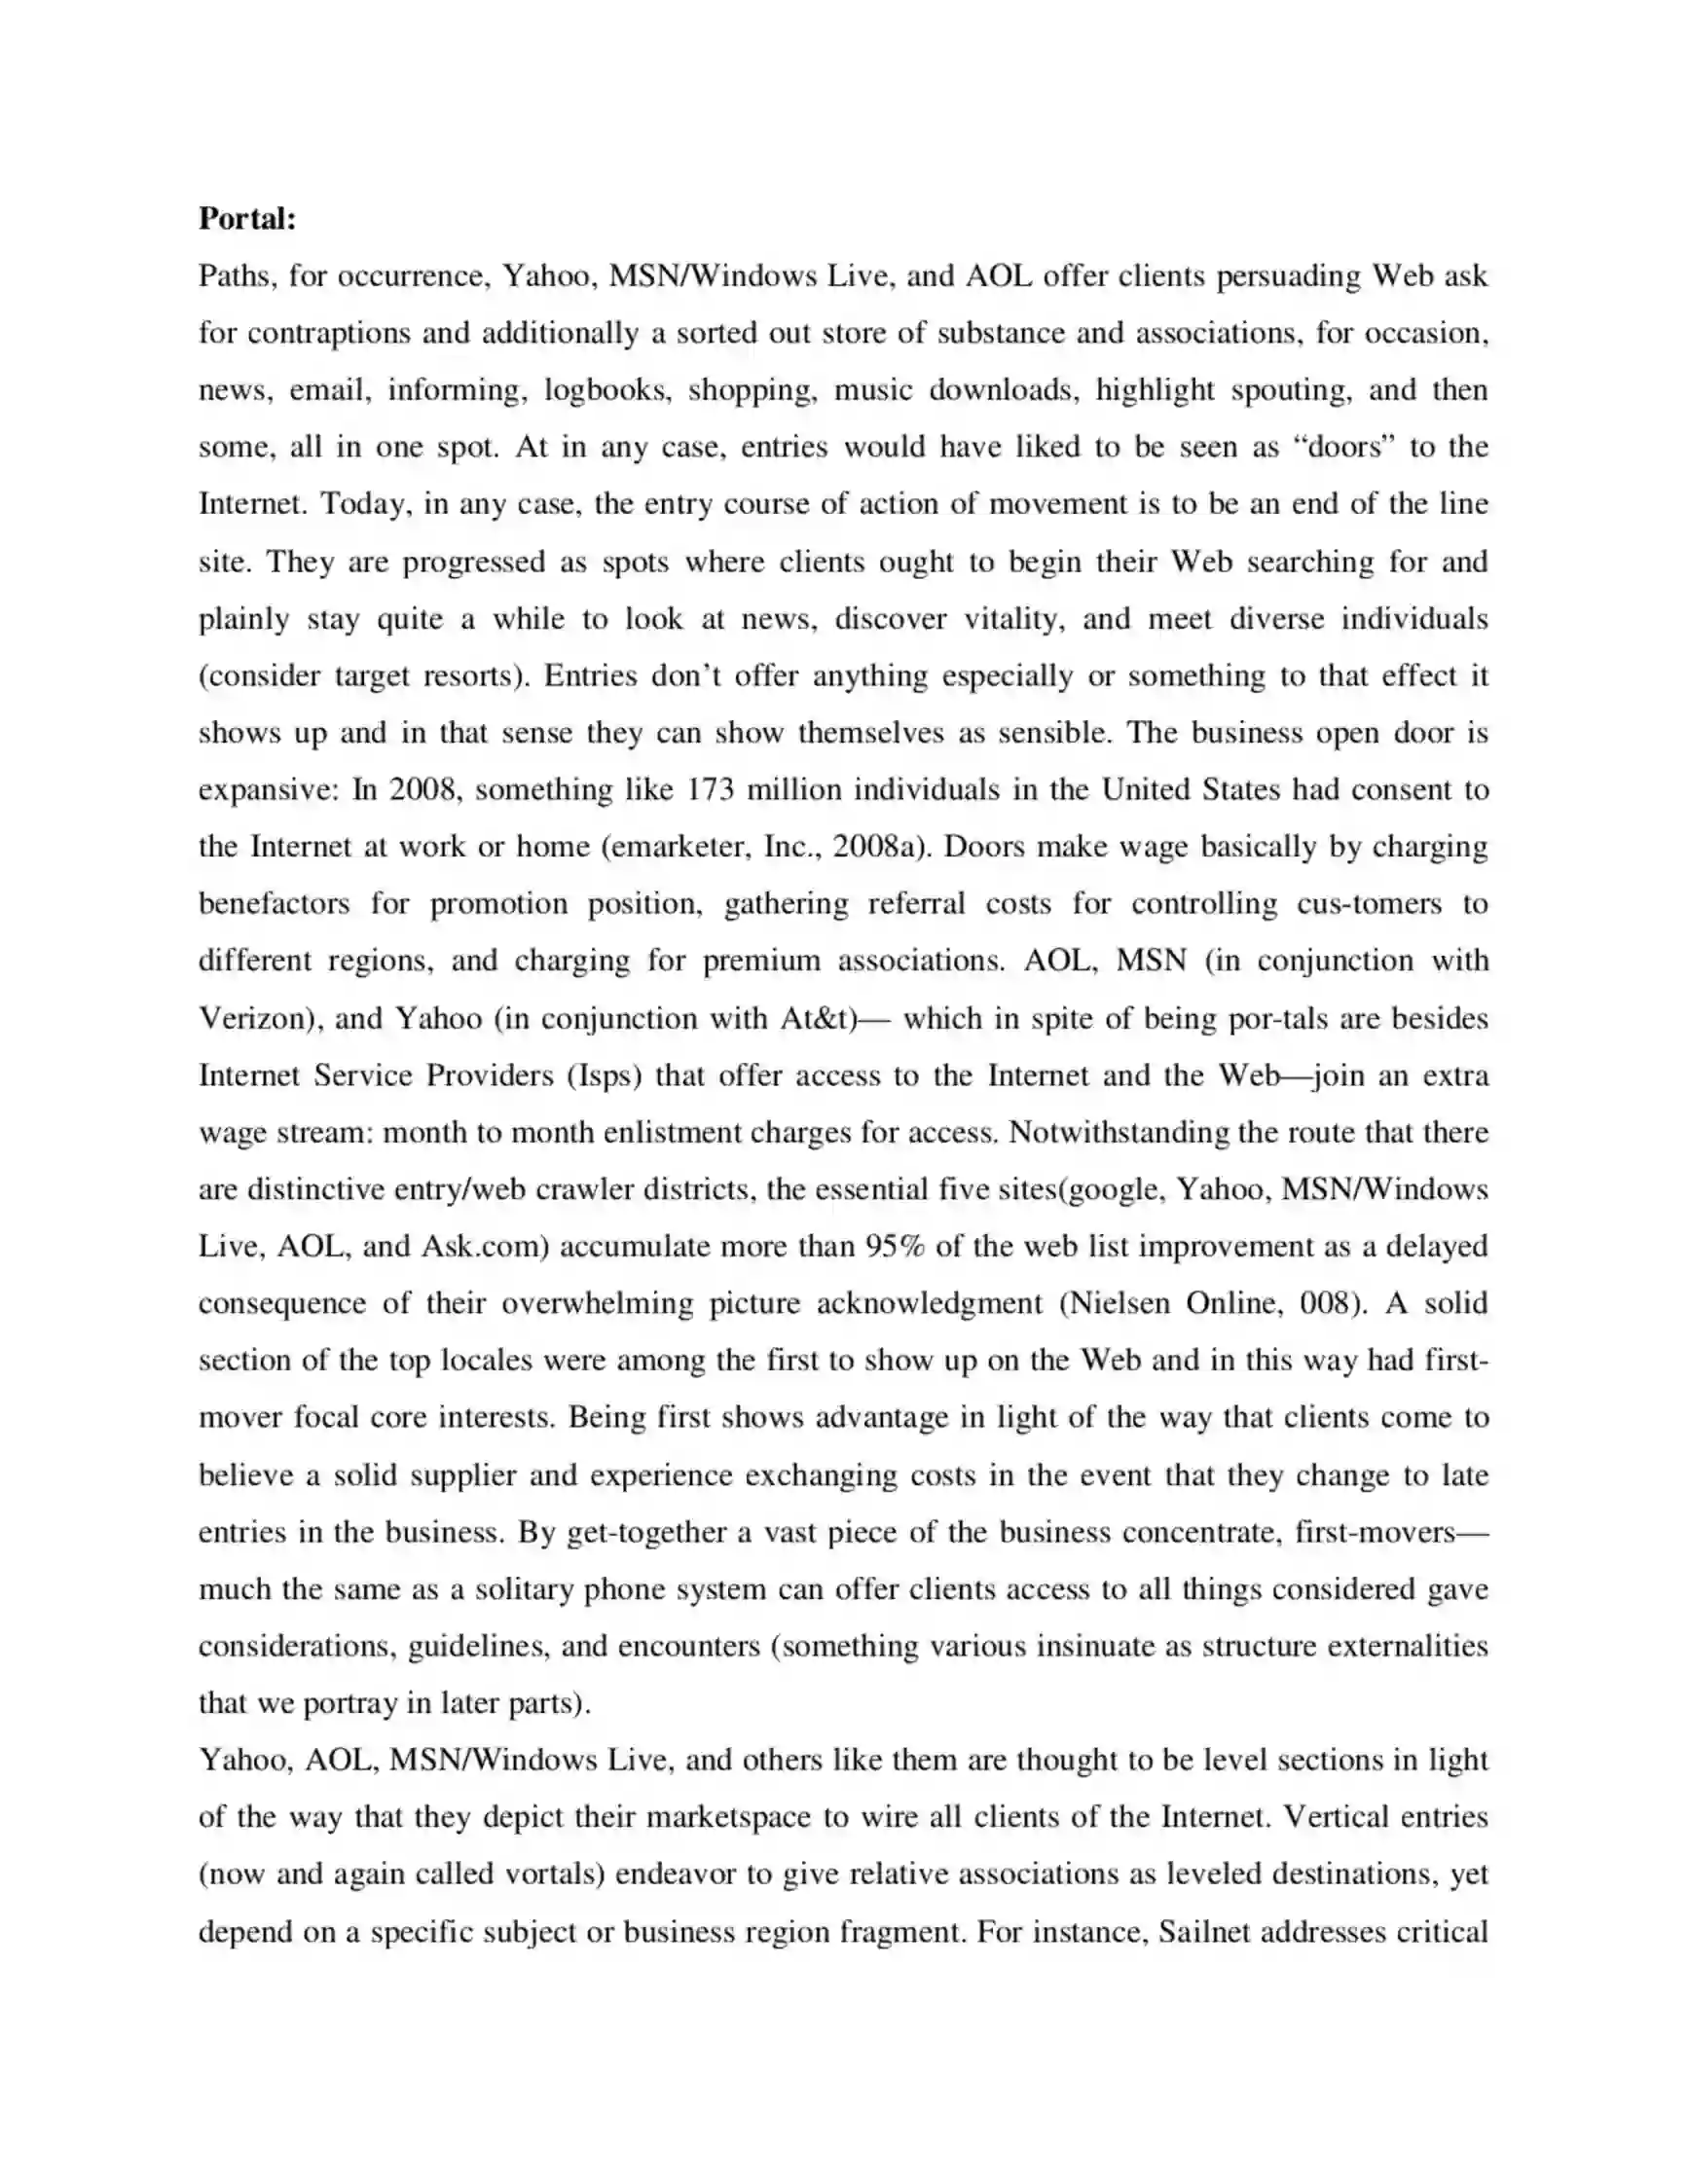 Portal:
Paths, for occurrence, Yahoo, MSN/Windows Live, and AOL offer clients persuading Web ask
for contraptions and additionally a sorted out store of substance and associations, for occasion,
news, email, informing, logbooks, shopping, music downloads, highlight spouting, and then
some, all in one spot. At in any case, entries would have liked to be seen as “doors” to the
Internet. Today, in any case, the entry course of action of movement is to be an end of the line
site. They are progressed as spots where clients ought to begin their Web searching for and
plainly stay quite a while to look at news, discover vitality, and meet diverse individuals
(consider target resorts). Entries don’t offer anything especially or something to that effect it
shows up and in that sense they can show themselves as sensible. The business open door is
expansive: In 2008, something like 173 million individuals in the United States had consent to
the Internet at work or home (emarketer, Inc., 2008a). Doors make wage basically by charging
benefactors for promotion position, gathering referral costs for controlling cus-tomers to
different regions, and charging for premium associations. AOL, MSN (in conjunction with
Verizon), and Yahoo (in conjunction with At&t)— which in spite of being por-tals are besides
Internet Service Providers (Isps) that offer access to the Internet and the Web—join an extra
wage stream: month to month enlistment charges for access. Notwithstanding the route that there
are distinctive entry/web crawler districts, the essential five sites(google, Yahoo, MSN/Windows
Live, AOL, and Ask.com) accumulate more than 95% of the web list improvement as a delayed
consequence of their overwhelming picture acknowledgment (Nielsen Online, 008). A solid
section of the top locales were among the first to show up on the Web and in this way had first-
mover focal core interests. Being first shows advantage in light of the way that clients come to
believe a solid supplier and experience exchanging costs in the event that they change to late
entries in the business. By get-together a vast piece of the business concentrate, first-movers—
much the same as a solitary phone system can offer clients access to all things considered gave
considerations, guidelines, and encounters (something various insinuate as structure externalities
that we portray in later parts).
Yahoo, AOL, MSN/Windows Live, and others like them are thought to be level sections in light
of the way that they depict their marketspace to wire all clients of the Internet. Vertical entries
(now and again called vortals) endeavor to give relative associations as leveled destinations, yet
depend on a specific subject or business region fragment. For instance, Sailnet addresses critical